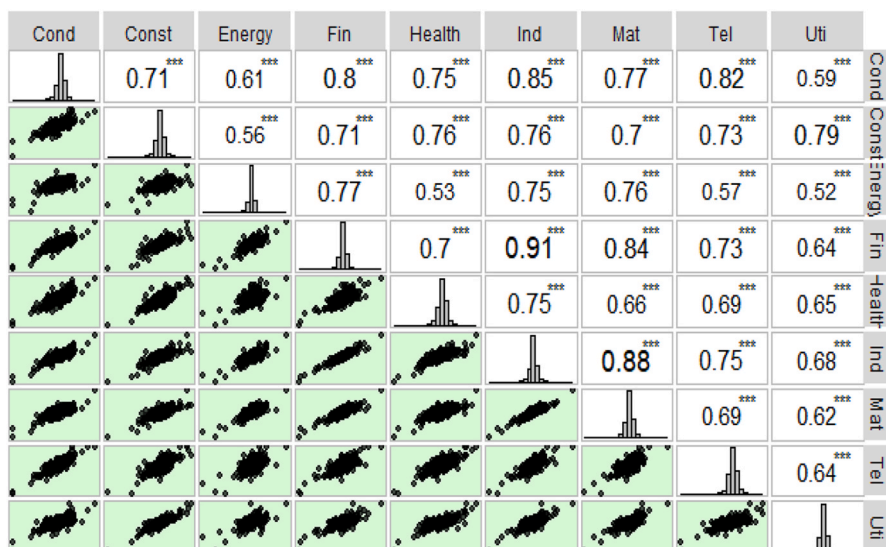 Cond Const Energy Fin Health Ind Mat Tel Uti
0.71*** 0.61*** 0.8*** 0.75*** 0.85*** 0.77*** 0.82*** 0.59*** Cond
0.56*** 0.71*** 0.76*** 0.76*** 0.7*** 0.73*** 0.79*** Const
0.77*** 0.53*** 0.75*** 0.76*** 0.57*** 0.52*** Energy
0.7*** 0.91*** 0.84*** 0.73*** 0.64*** Fin
0.75*** 0.66*** 0.69*** 0.65*** Health
0.88*** 0.75*** 0.68*** Ind
0.69*** 0.62*** Mat
0.64*** Tel
Uti